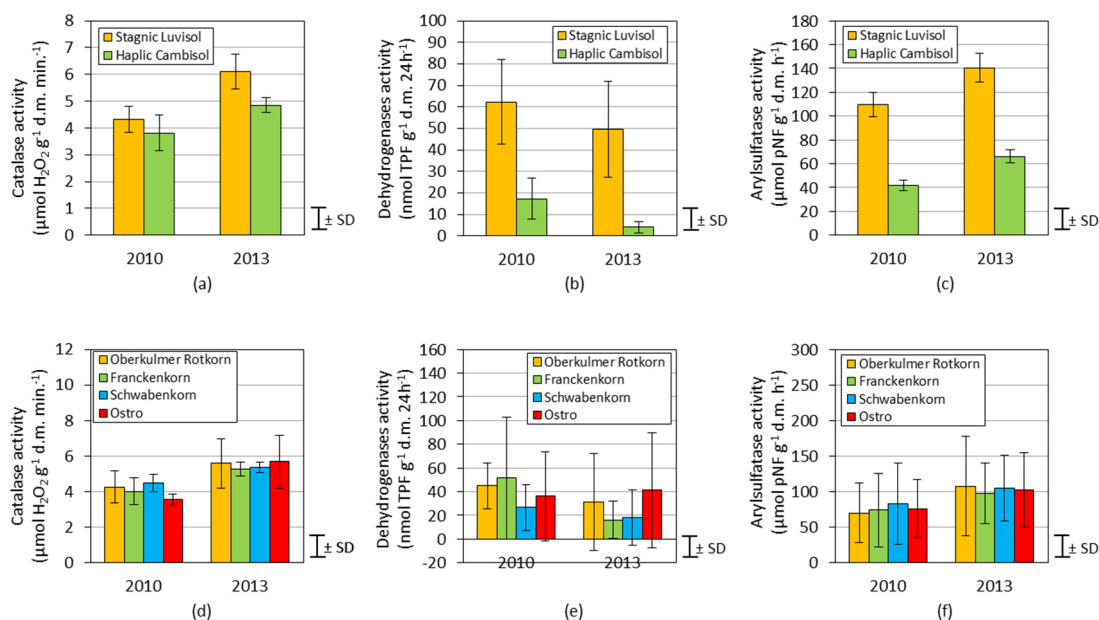 Catalase activity
(µmol H₂O₂ g⁻¹ d.m. min.⁻¹)
8
7
6
5
4
3
2
1
0
Stagnic Luvisol
Haplic Cambisol
± SD
2010
2013
(a)
Dehydrogenases activity
(nmol TPF g⁻¹ d.m. 24h⁻¹)
100
90
80
70
60
50
40
30
20
10
0
Stagnic Luvisol
Haplic Cambisol
± SD
2010
2013
(b)
Arylsulfatase activity
(µmol pNF g⁻¹ d.m. h⁻¹)
180
160
140
120
100
80
60
40
20
0
Stagnic Luvisol
Haplic Cambisol
± SD
2010
2013
(c)
Catalase activity
(µmol H₂O₂ g⁻¹ d.m. min.⁻¹)
12
10
8
6
4
2
0
Oberkulmer Rotkorn
Franckenkorn
Schwabenkorn
Ostro
± SD
2010
2013
(d)
Dehydrogenases activity
(nmol TPF g⁻¹ d.m. 24h⁻¹)
160
140
120
100
80
60
40
20
0
-20
Oberkulmer Rotkorn
Franckenkorn
Schwabenkorn
Ostro
± SD
2010
2013
(e)
Arylsulfatase activity
(µmol pNF g⁻¹ d.m. h⁻¹)
300
250
200
150
100
50
0
Oberkulmer Rotkorn
Franckenkorn
Schwabenkorn
Ostro
± SD
2010
2013
(f)